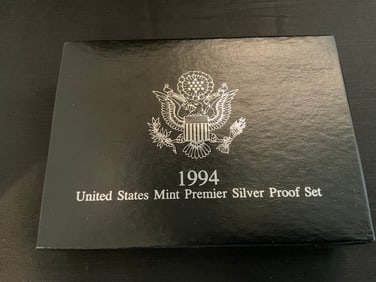 1994
United States Mint Premier Silver Proof Set